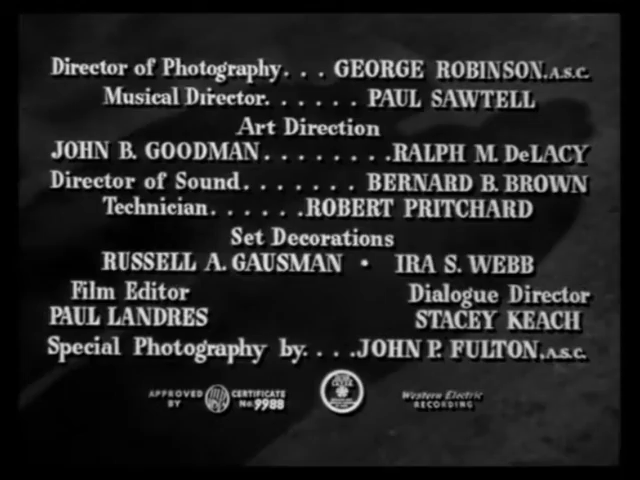 Director of Photography. . . GEORGE ROBINSON, A.S.C.
Musical Director. . . . . . PAUL SAWTELL
Art Direction
JOHN B. GOODMAN . . . . . . . . RALPH M. DeLACY
Director of Sound. . . . . . . BERNARD B. BROWN
Technician. . . . . . ROBERT PRITCHARD
Set Decorations
RUSSELL A. GAUSMAN • IRA S. WEBB
Film Editor Dialogue Director
PAUL LANDRES STACEY KEACH
Special Photography by. . . . JOHN P. FULTON, A.S.C.
APPROVED BY CERTIFICATE No. 9988
Western Electric
RECORDING